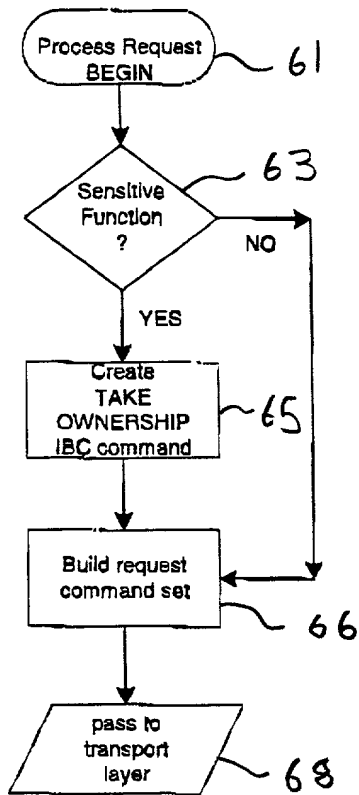 Process Request
BEGIN
61
63
Sensitive
Function
?
NO
YES
Create
TAKE
OWNERSHIP
IBC command
65
Build request
command set
66
pass to
transport
layer
68